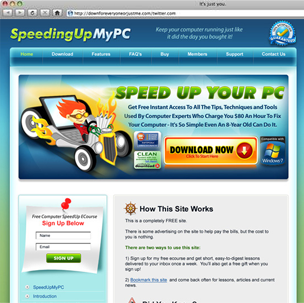 It's just you.
http://downforeveryoneorjustme.com/twitter.com
SpeedingUpMyPC
Keep your computer running just like
it did the day you bought it!
Home Download Features FAQ's Buy Members Support Contact Us
SPEED UP YOUR PC
Get Free Instant Access To All The Tips, Techniques and Tools
Used By Computer Experts Who Charge You $80 An Hour To Fix
Your Computer - It's So Simple Even An 8-Year Old Can Do It.
CLEAN
DOWNLOAD NOW
Click To Start Here
Windows 7
Free Computer SpeedUp ECourse
Sign Up Below
Name
Email
SIGN UP
SpeedUpMyPC
Introduction
How This Site Works
This is a completely FREE site.
There is some advertising on the site to help pay the bills, but the cost to you is nothing.
There are two ways to use this site:
1) Sign up for my free ecourse and get short, easy-to-digest lessons
delivered to your inbox once a week. You'll also get a free gift when you
sign up!
2) Bookmark this site and come back often for lessons, articles and current
news.